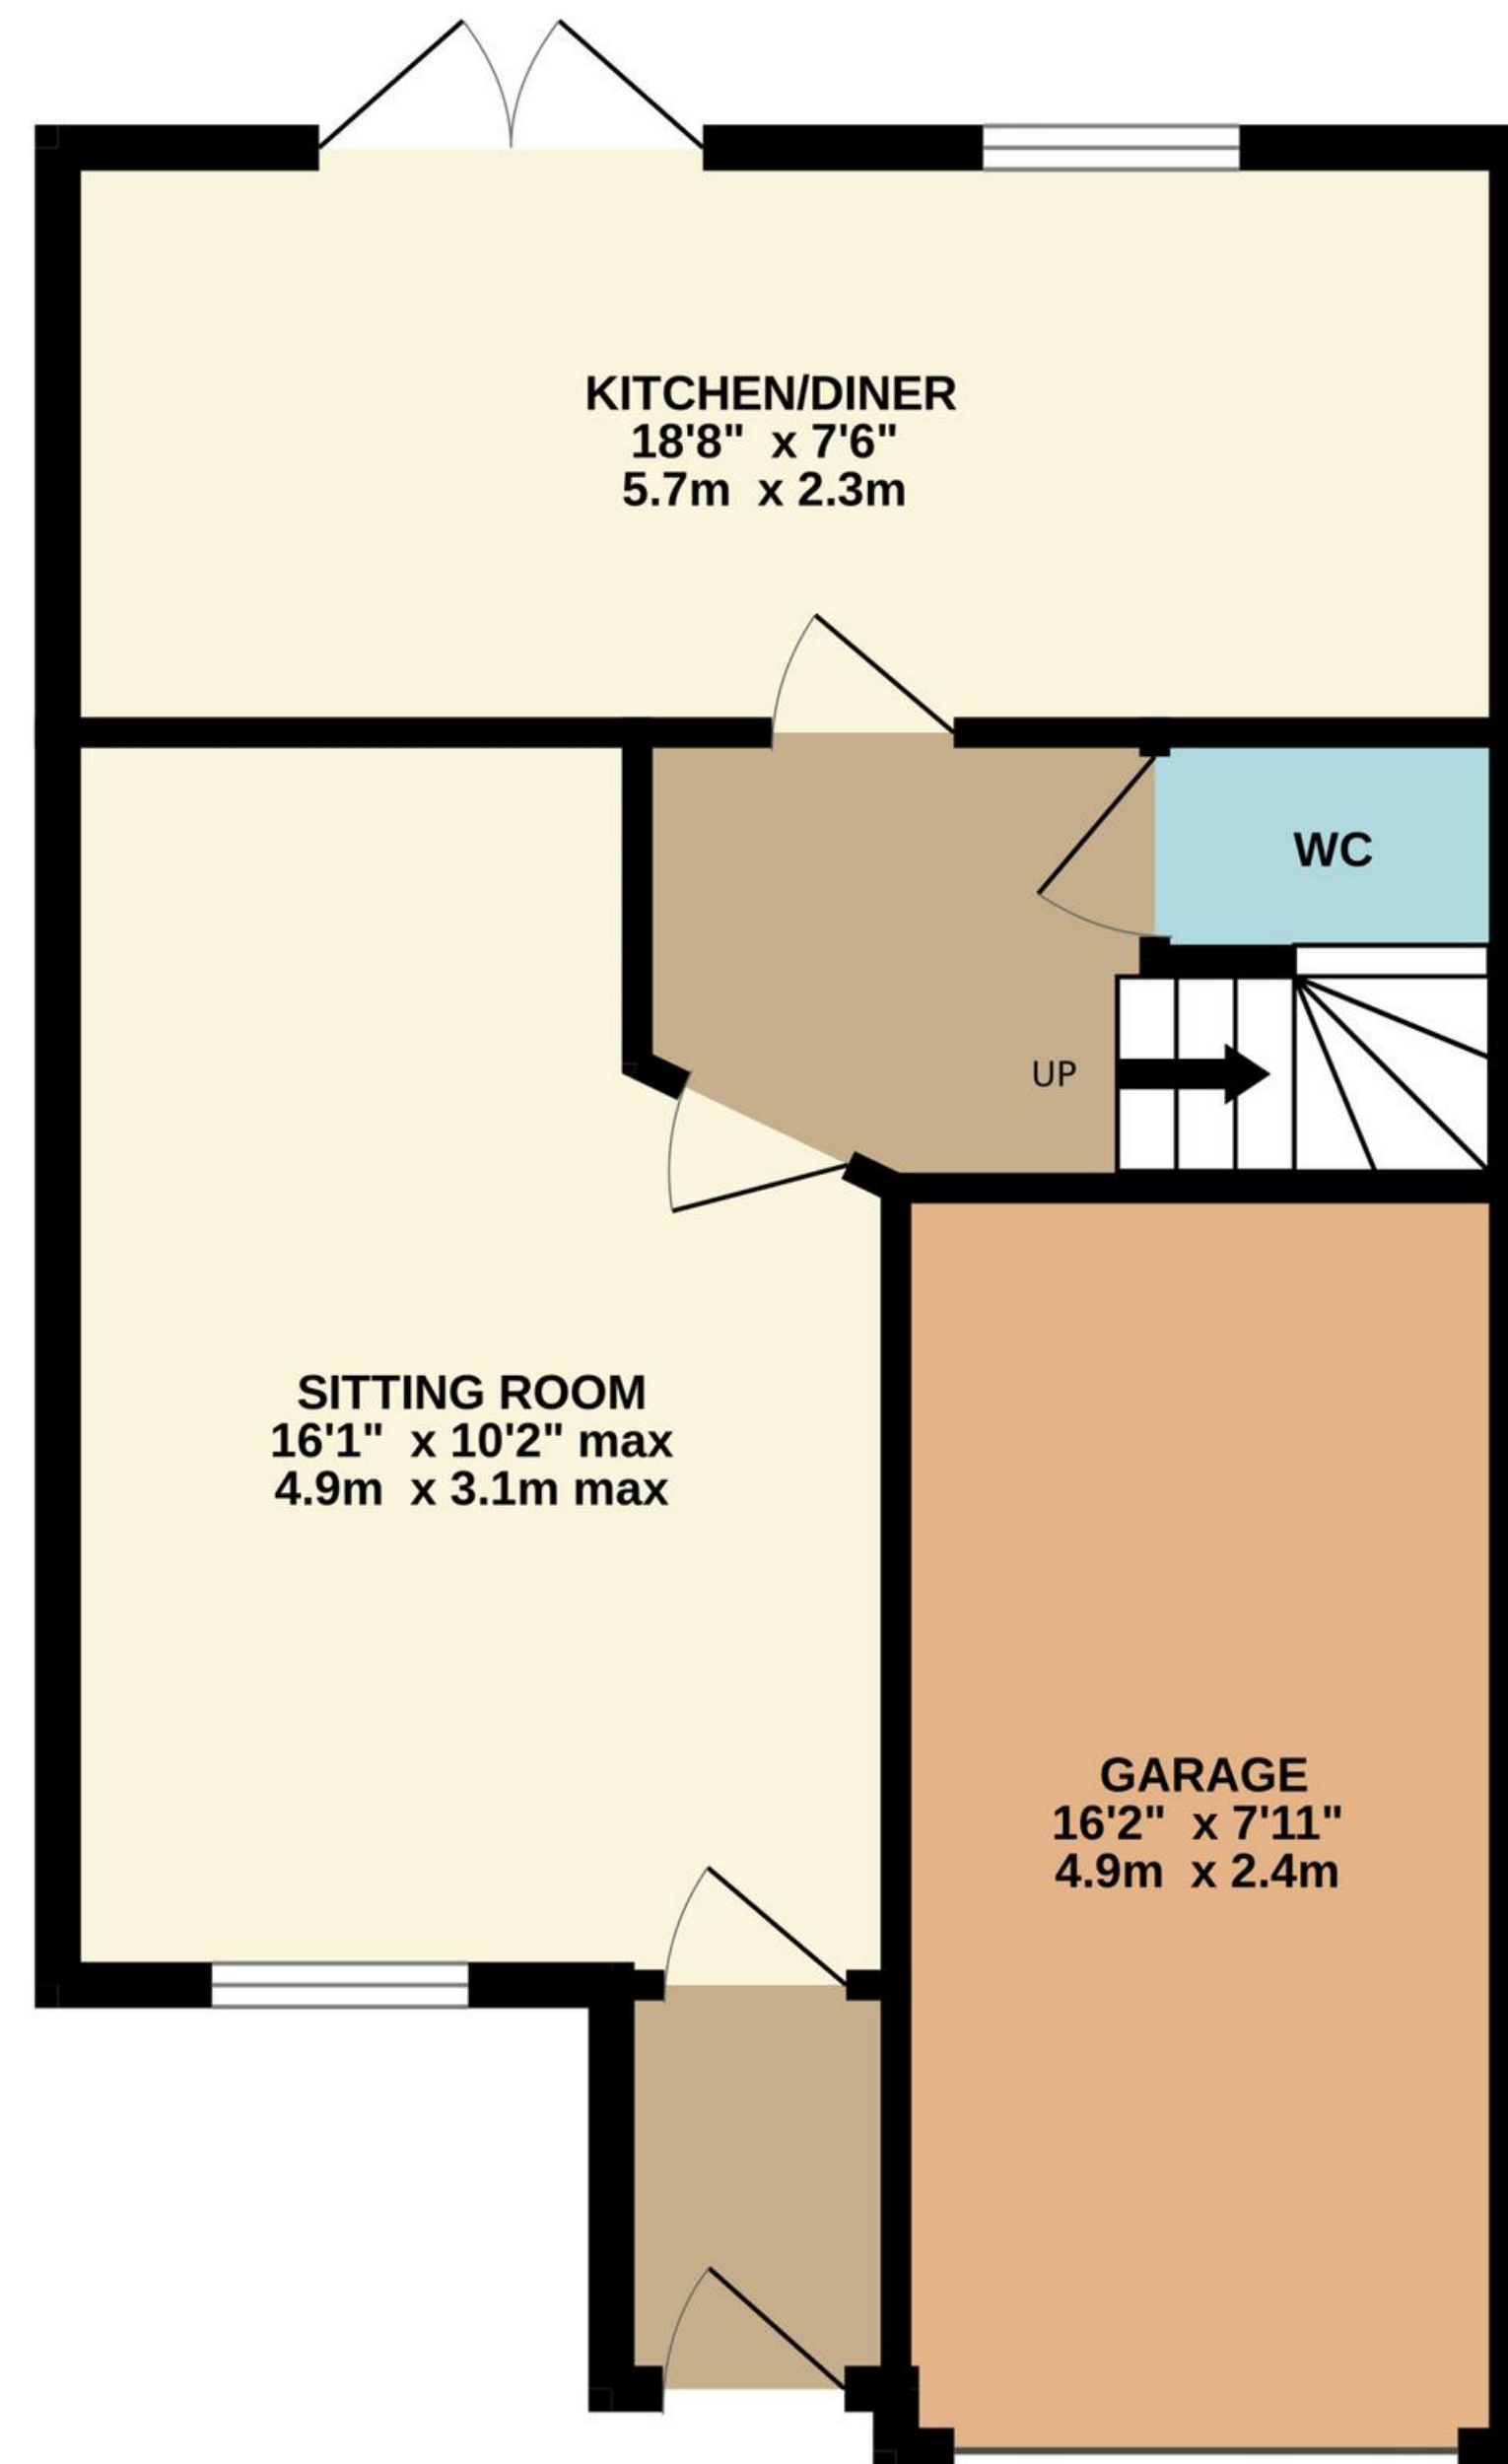 KITCHEN/DINER
18'8" x 7'6"
5.7m x 2.3m
WC
UP
SITTING ROOM
16'1" x 10'2" max
4.9m x 3.1m max
GARAGE
16'2" x 7'11"
4.9m x 2.4m